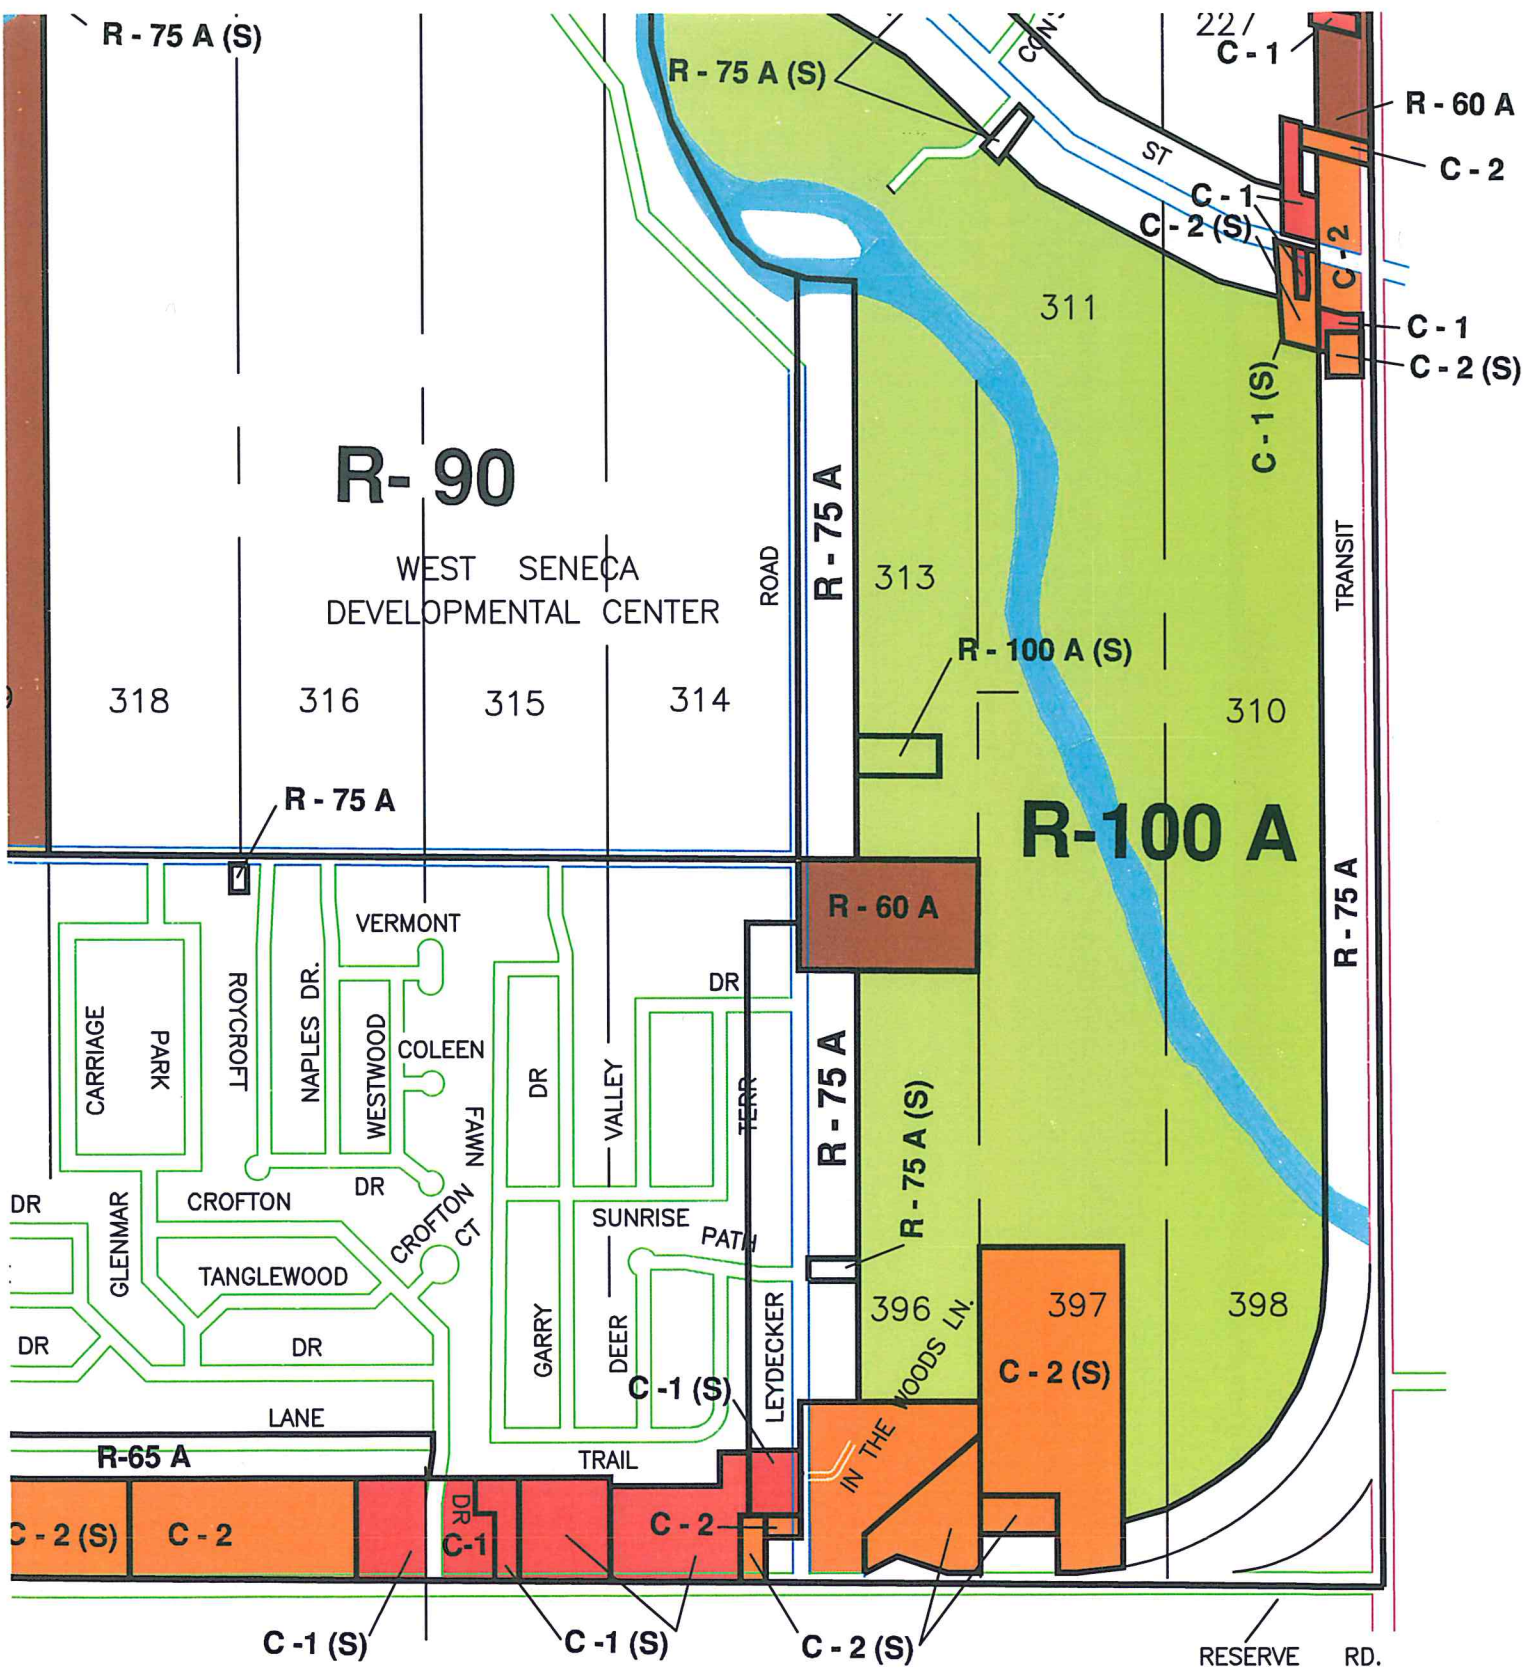 R - 75 A (S)
227
C - 1
R - 75 A (S)
R - 60 A
ST
C - 2
C - 1
C - 2 (S)
C - 2
311
C - 1
C - 2 (S)
C - 1 (S)
R- 90
R - 75 A
TRANSIT
WEST SENECA
DEVELOPMENTAL CENTER
ROAD
313
R - 100 A (S)
318
316
315
314
310
R - 75 A
R-100 A
R - 60 A
R - 75 A
VERMONT
DR
ROYCROFT
NAPLES DR.
CARRIAGE
PARK
WESTWOOD
COLEEN
DR
VALLEY
TERR
R - 75 A
R - 75 A (S)
FAWN
DR
CROFTON
DR
GLENMAR
CROFTON
CT
SUNRISE
PATH
TANGLEWOOD
396
397
398
DR
DR
GARRY
DEER
LEYDECKER
IN THE WOODS LN.
C - 2 (S)
C -1 (S)
LANE
R-65 A
TRAIL
C - 2 (S)
C - 2
DR
C-1
C - 2
C -1 (S)
C -1 (S)
C - 2 (S)
RESERVE RD.